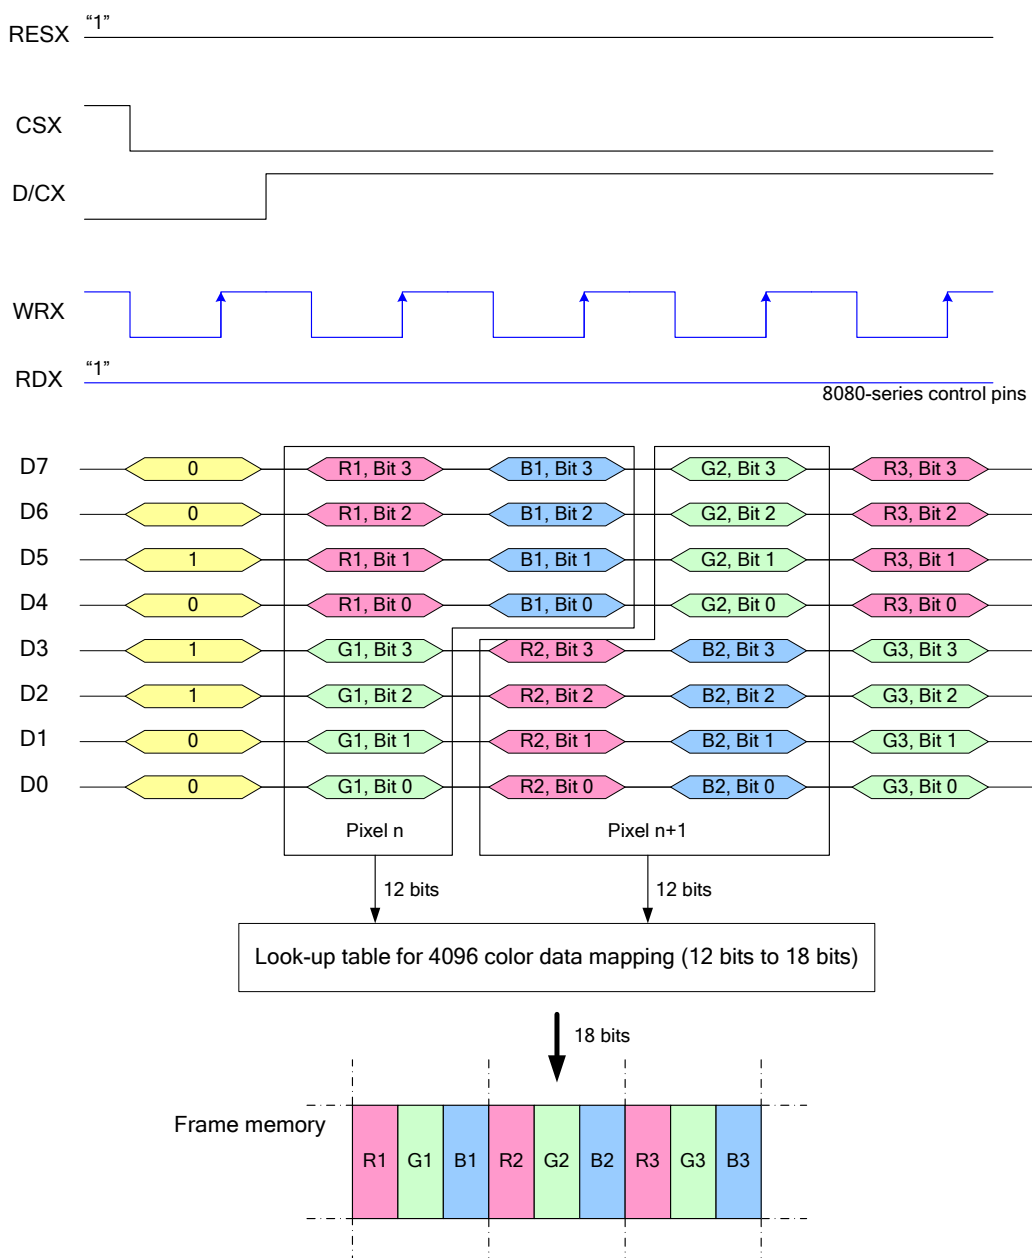 RESX “1”
CSX
D/CX
WRX
RDX “1”
8080-series control pins
D7 0 R1, Bit 3 B1, Bit 3 G2, Bit 3 R3, Bit 3
D6 0 R1, Bit 2 B1, Bit 2 G2, Bit 2 R3, Bit 2
D5 1 R1, Bit 1 B1, Bit 1 G2, Bit 1 R3, Bit 1
D4 0 R1, Bit 0 B1, Bit 0 G2, Bit 0 R3, Bit 0
D3 1 G1, Bit 3 R2, Bit 3 B2, Bit 3 G3, Bit 3
D2 1 G1, Bit 2 R2, Bit 2 B2, Bit 2 G3, Bit 2
D1 0 G1, Bit 1 R2, Bit 1 B2, Bit 1 G3, Bit 1
D0 0 G1, Bit 0 R2, Bit 0 B2, Bit 0 G3, Bit 0
Pixel n Pixel n+1
12 bits 12 bits
Look-up table for 4096 color data mapping (12 bits to 18 bits)
18 bits
Frame memory
R1 G1 B1 R2 G2 B2 R3 G3 B3